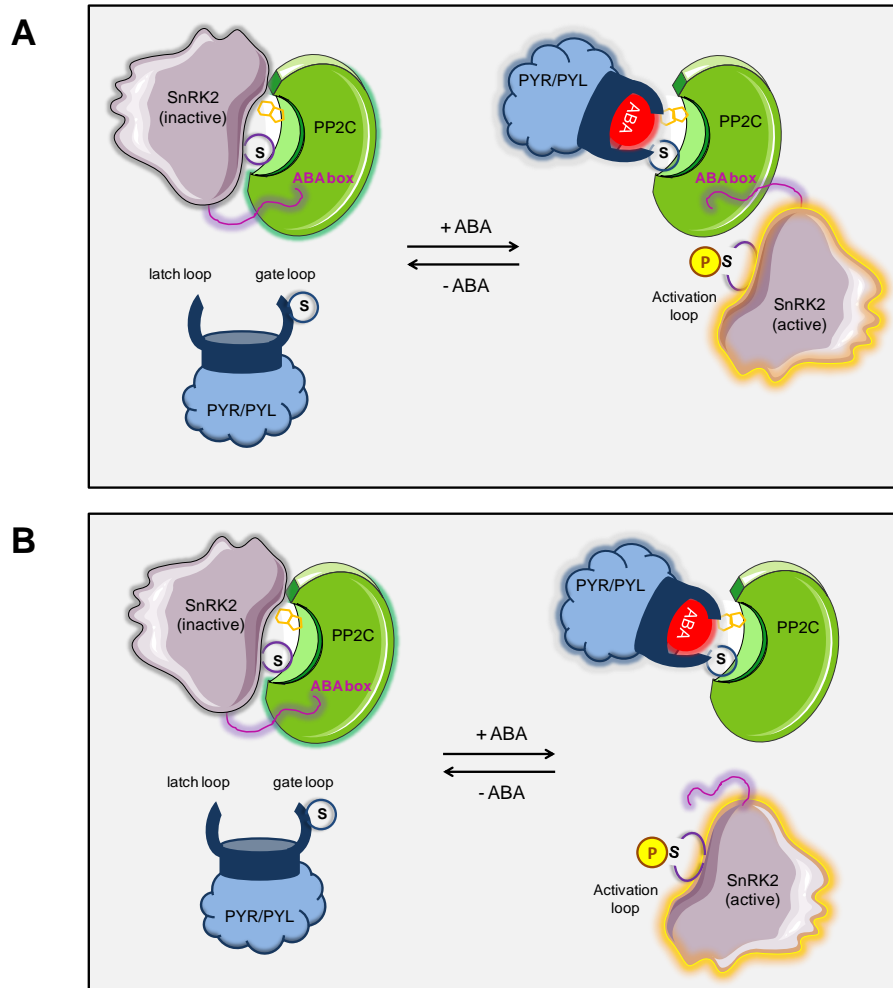 A
SnRK2
(inactive)
PP2C
S
ABA box
latch loop
gate loop
S
PYR/PYL
+ ABA
- ABA
PYR/PYL
ABA
PP2C
S
ABA box
P
S
Activation
loop
SnRK2
(active)
B
SnRK2
(inactive)
PP2C
S
ABA box
latch loop
gate loop
S
PYR/PYL
+ ABA
- ABA
PYR/PYL
ABA
PP2C
S
P
S
Activation
loop
SnRK2
(active)